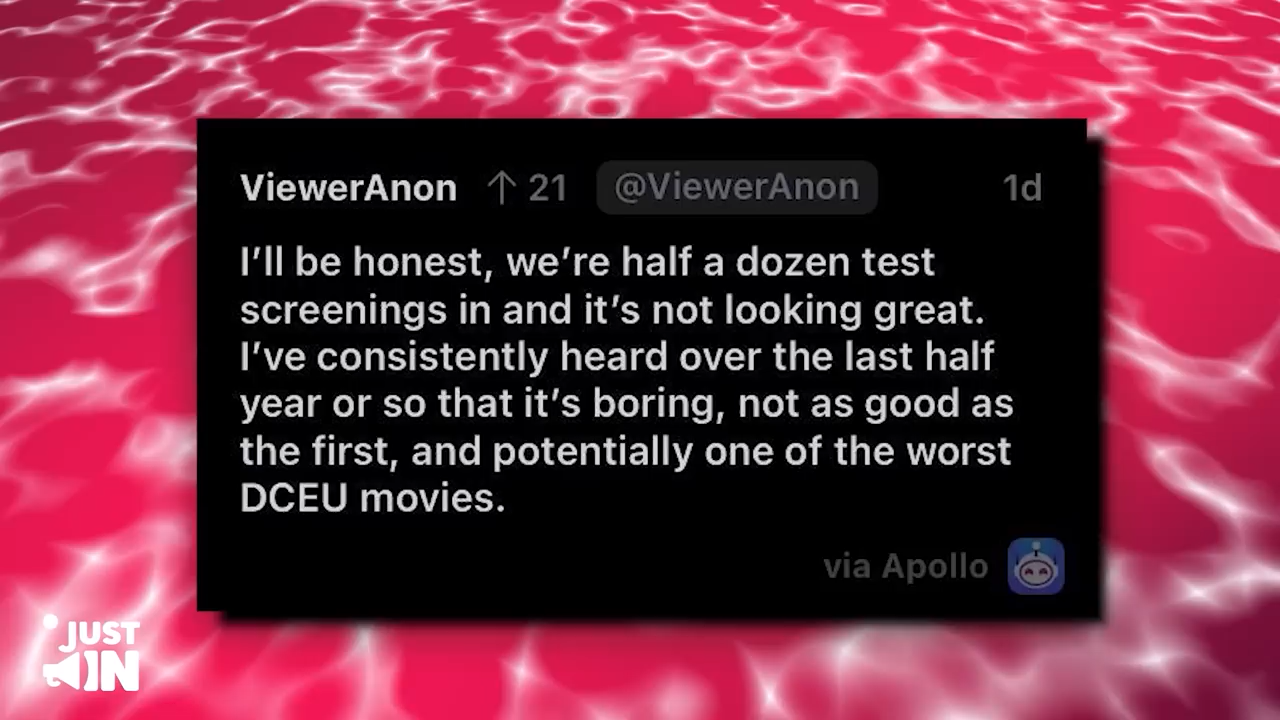 ViewerAnon ↑ 21 @ViewerAnon 1d
I’ll be honest, we’re half a dozen test
screenings in and it’s not looking great.
I’ve consistently heard over the last half
year or so that it’s boring, not as good as
the first, and potentially one of the worst
DCEU movies.
via Apollo
JUST
IN